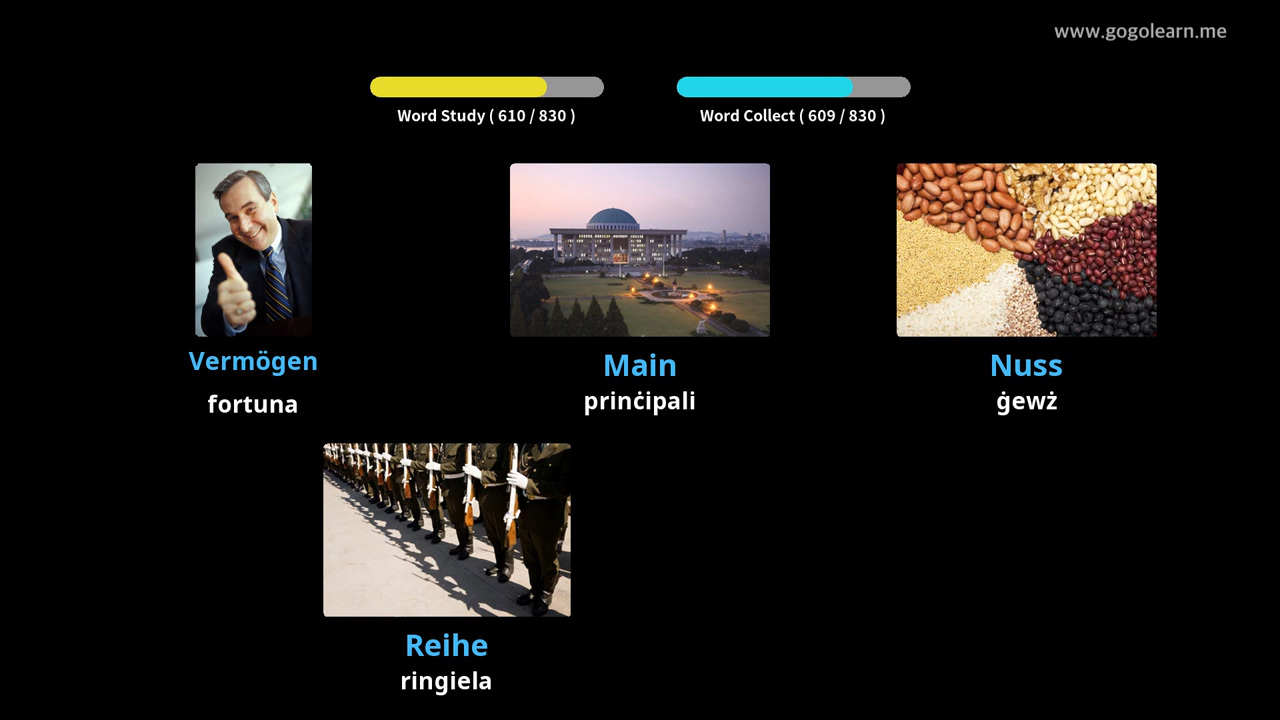 www.gogolearn.me
Word Study ( 610 / 830 )
Word Collect ( 609 / 830 )
Vermögen
fortuna
Main
prinċipali
Nuss
ġewż
Reihe
ringiela